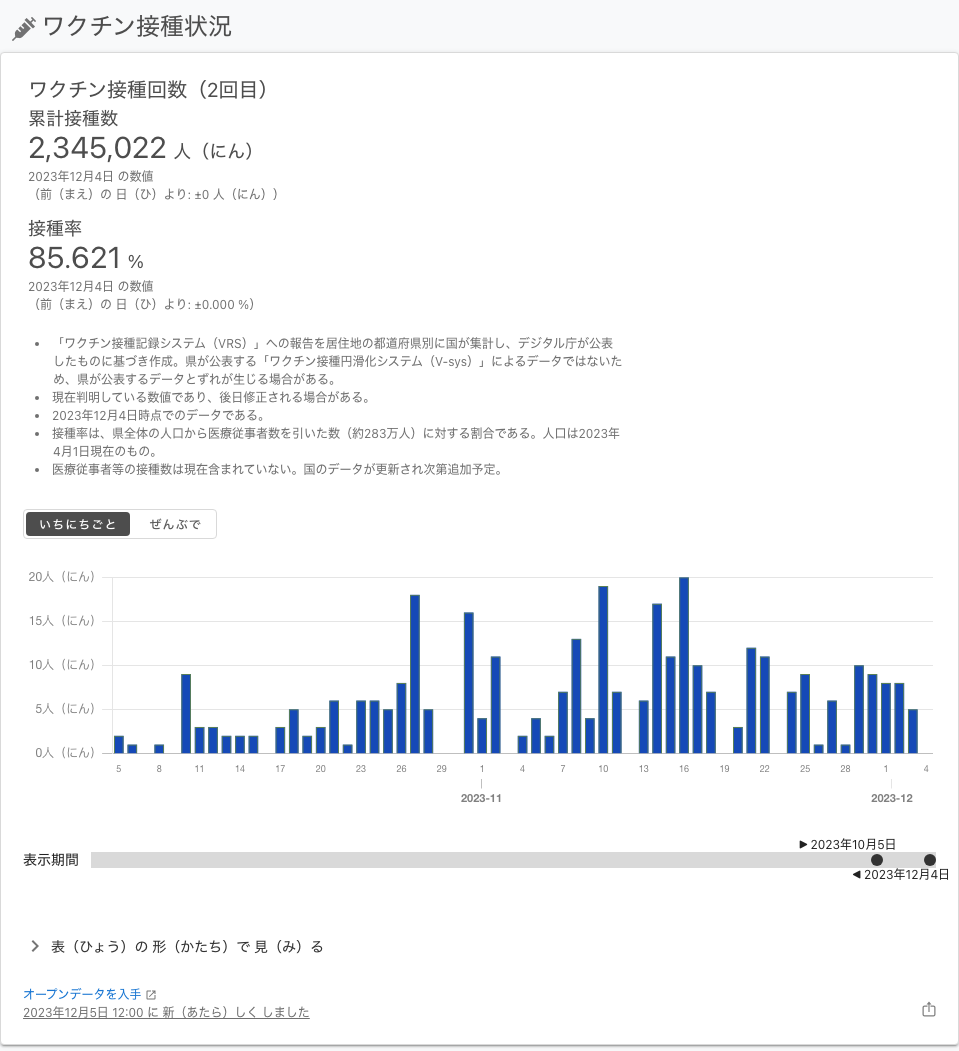 ワクチン接種状況
ワクチン接種回数（2回目）
累計接種数
2,345,022 人（にん）
2023年12月4日 の数値
（前（まえ）の 日（ひ）より: ±0 人（にん））
接種率
85.621 %
2023年12月4日 の数値
（前（まえ）の 日（ひ）より: ±0.000 %）
• 「ワクチン接種記録システム（VRS）」への報告を居住地の都道府県別に国が集計し、デジタル庁が公表
したものに基づき作成。県が公表する「ワクチン接種円滑化システム（V-sys）」によるデータではないた
め、県が公表するデータとずれが生じる場合がある。
• 現在判明している数値であり、後日修正される場合がある。
• 2023年12月4日時点でのデータである。
• 接種率は、県全体の人口から医療従事者数を引いた数（約283万人）に対する割合である。人口は2023年
4月1日現在のもの。
• 医療従事者等の接種数は現在含まれていない。国のデータが更新され次第追加予定。
いちにちごと ぜんぶで
20人（にん）
15人（にん）
10人（にん）
5人（にん）
0人（にん）
5 8 11 14 17 20 23 26 29 1 4 7 10 13 16 19 22 25 28 1 4
2023-11 2023-12
▶ 2023年10月5日
表示期間
◀ 2023年12月4日
表（ひょう）の 形（かたち）で 見（み）る
オープンデータを入手
2023年12月5日 12:00 に 新（あたら）しく しました